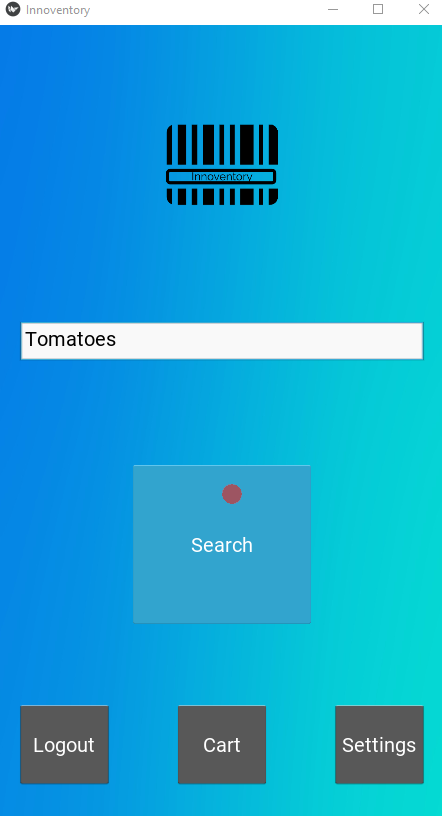 Innoventory
Innoventory
Tomatoes
Search
Logout
Cart
Settings